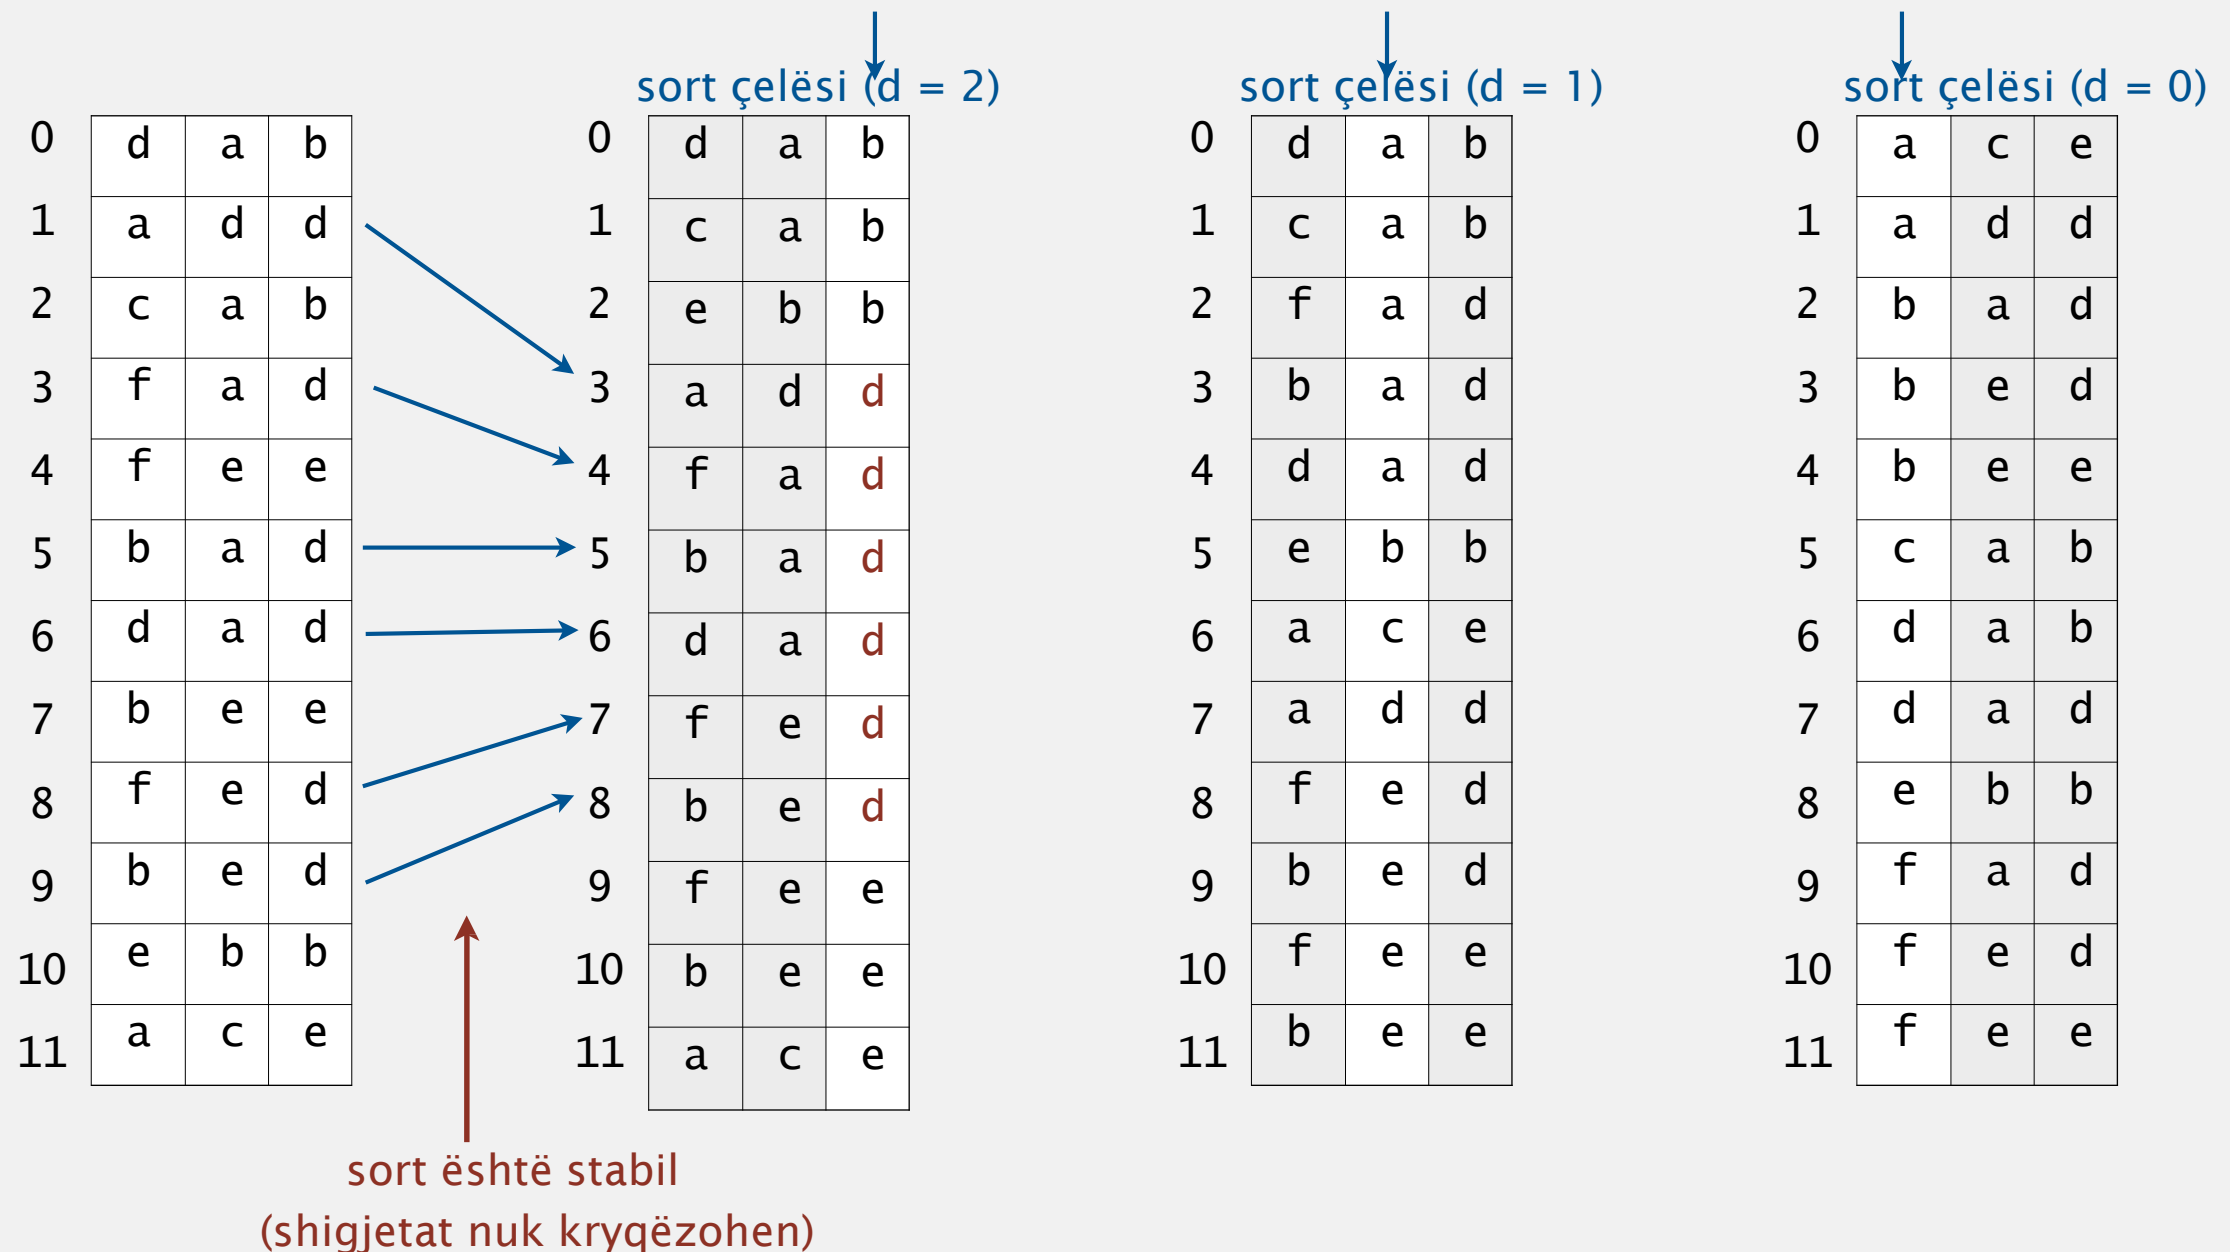 sort çelësi (d = 2) sort çelësi (d = 1) sort çelësi (d = 0)
0 d a b 0 d a b 0 d a b 0 a c e
1 a d d 1 c a b 1 c a b 1 a d d
2 c a b 2 e b b 2 f a d 2 b a d
3 f a d 3 a d d 3 b a d 3 b e d
4 f e e 4 f a d 4 d a d 4 b e e
5 b a d 5 b a d 5 e b b 5 c a b
6 d a d 6 d a d 6 a c e 6 d a b
7 b e e 7 f e d 7 a d d 7 d a d
8 f e d 8 b e d 8 f e d 8 e b b
9 b e d 9 f e e 9 b e d 9 f a d
10 e b b 10 b e e 10 f e e 10 f e d
11 a c e 11 a c e 11 b e e 11 f e e
sort është stabil
(shigjetat nuk kryqëzohen)